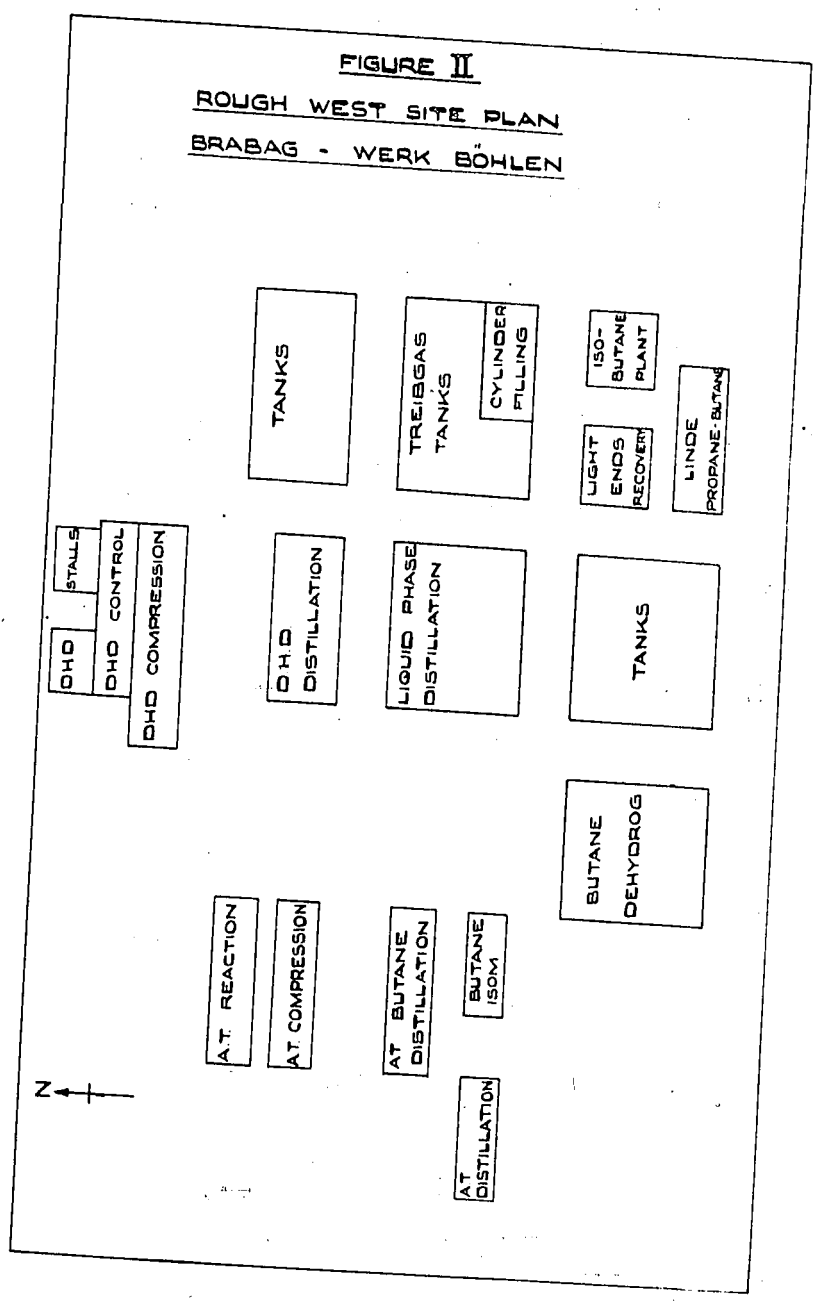 FIGURE II
ROUGH WEST SITE PLAN
BRABAG - WERK BÖHLEN
TANKS
TREIBGAS
TANKS
CYLINDER
FILLING
ISO-
BUTANE
PLANT
LIGHT
ENDS
RECOVERY
LINDE
PROPANE-BUTANE
STALLS
DHD
DHD CONTROL
DHD COMPRESSION
D.H.D
DISTILLATION
LIQUID PHASE
DISTILLATION
TANKS
BUTANE
DEHYDROG
A.T. REACTION
A.T. COMPRESSION
AT BUTANE
DISTILLATION
BUTANE
ISOM
AT
DISTILLATION
N